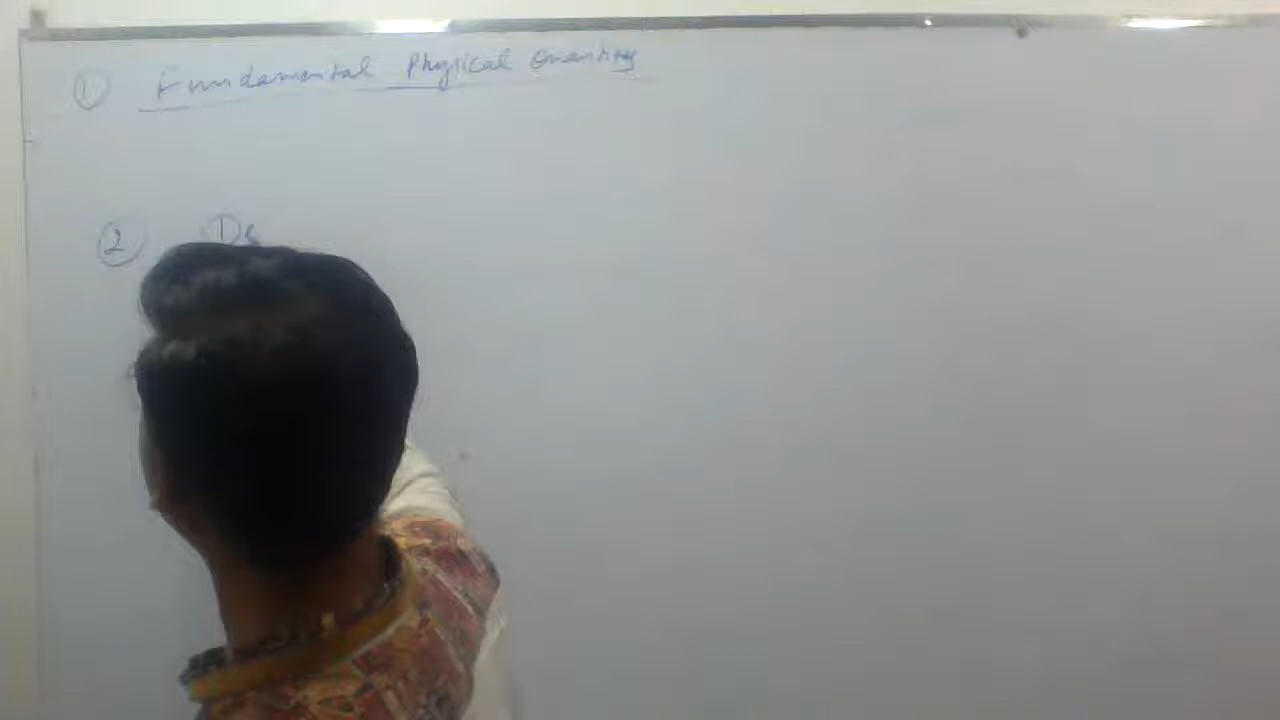 ① Fundamental Physical Quantity
② De